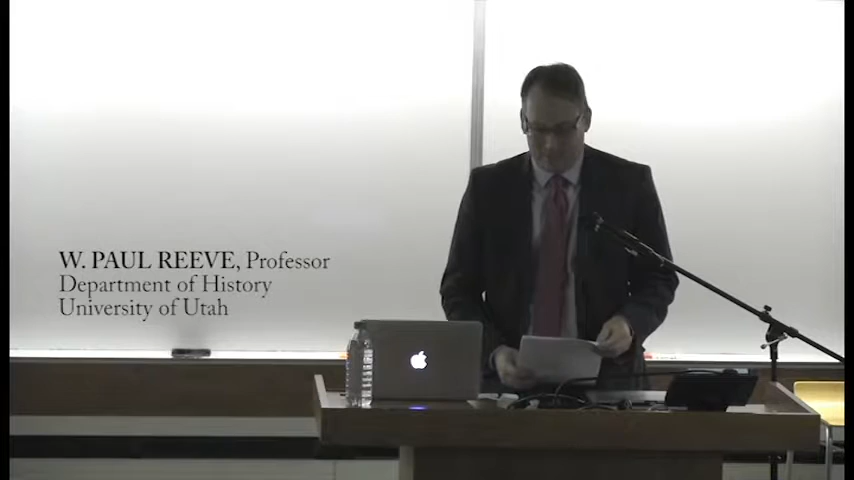 W. PAUL REEVE, Professor
Department of History
University of Utah